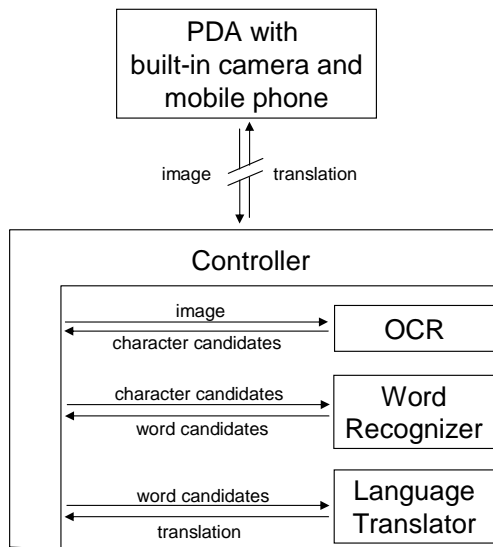 PDA with
built-in camera and
mobile phone
image
translation
Controller
image
character candidates
OCR
character candidates
word candidates
Word
Recognizer
word candidates
translation
Language
Translator